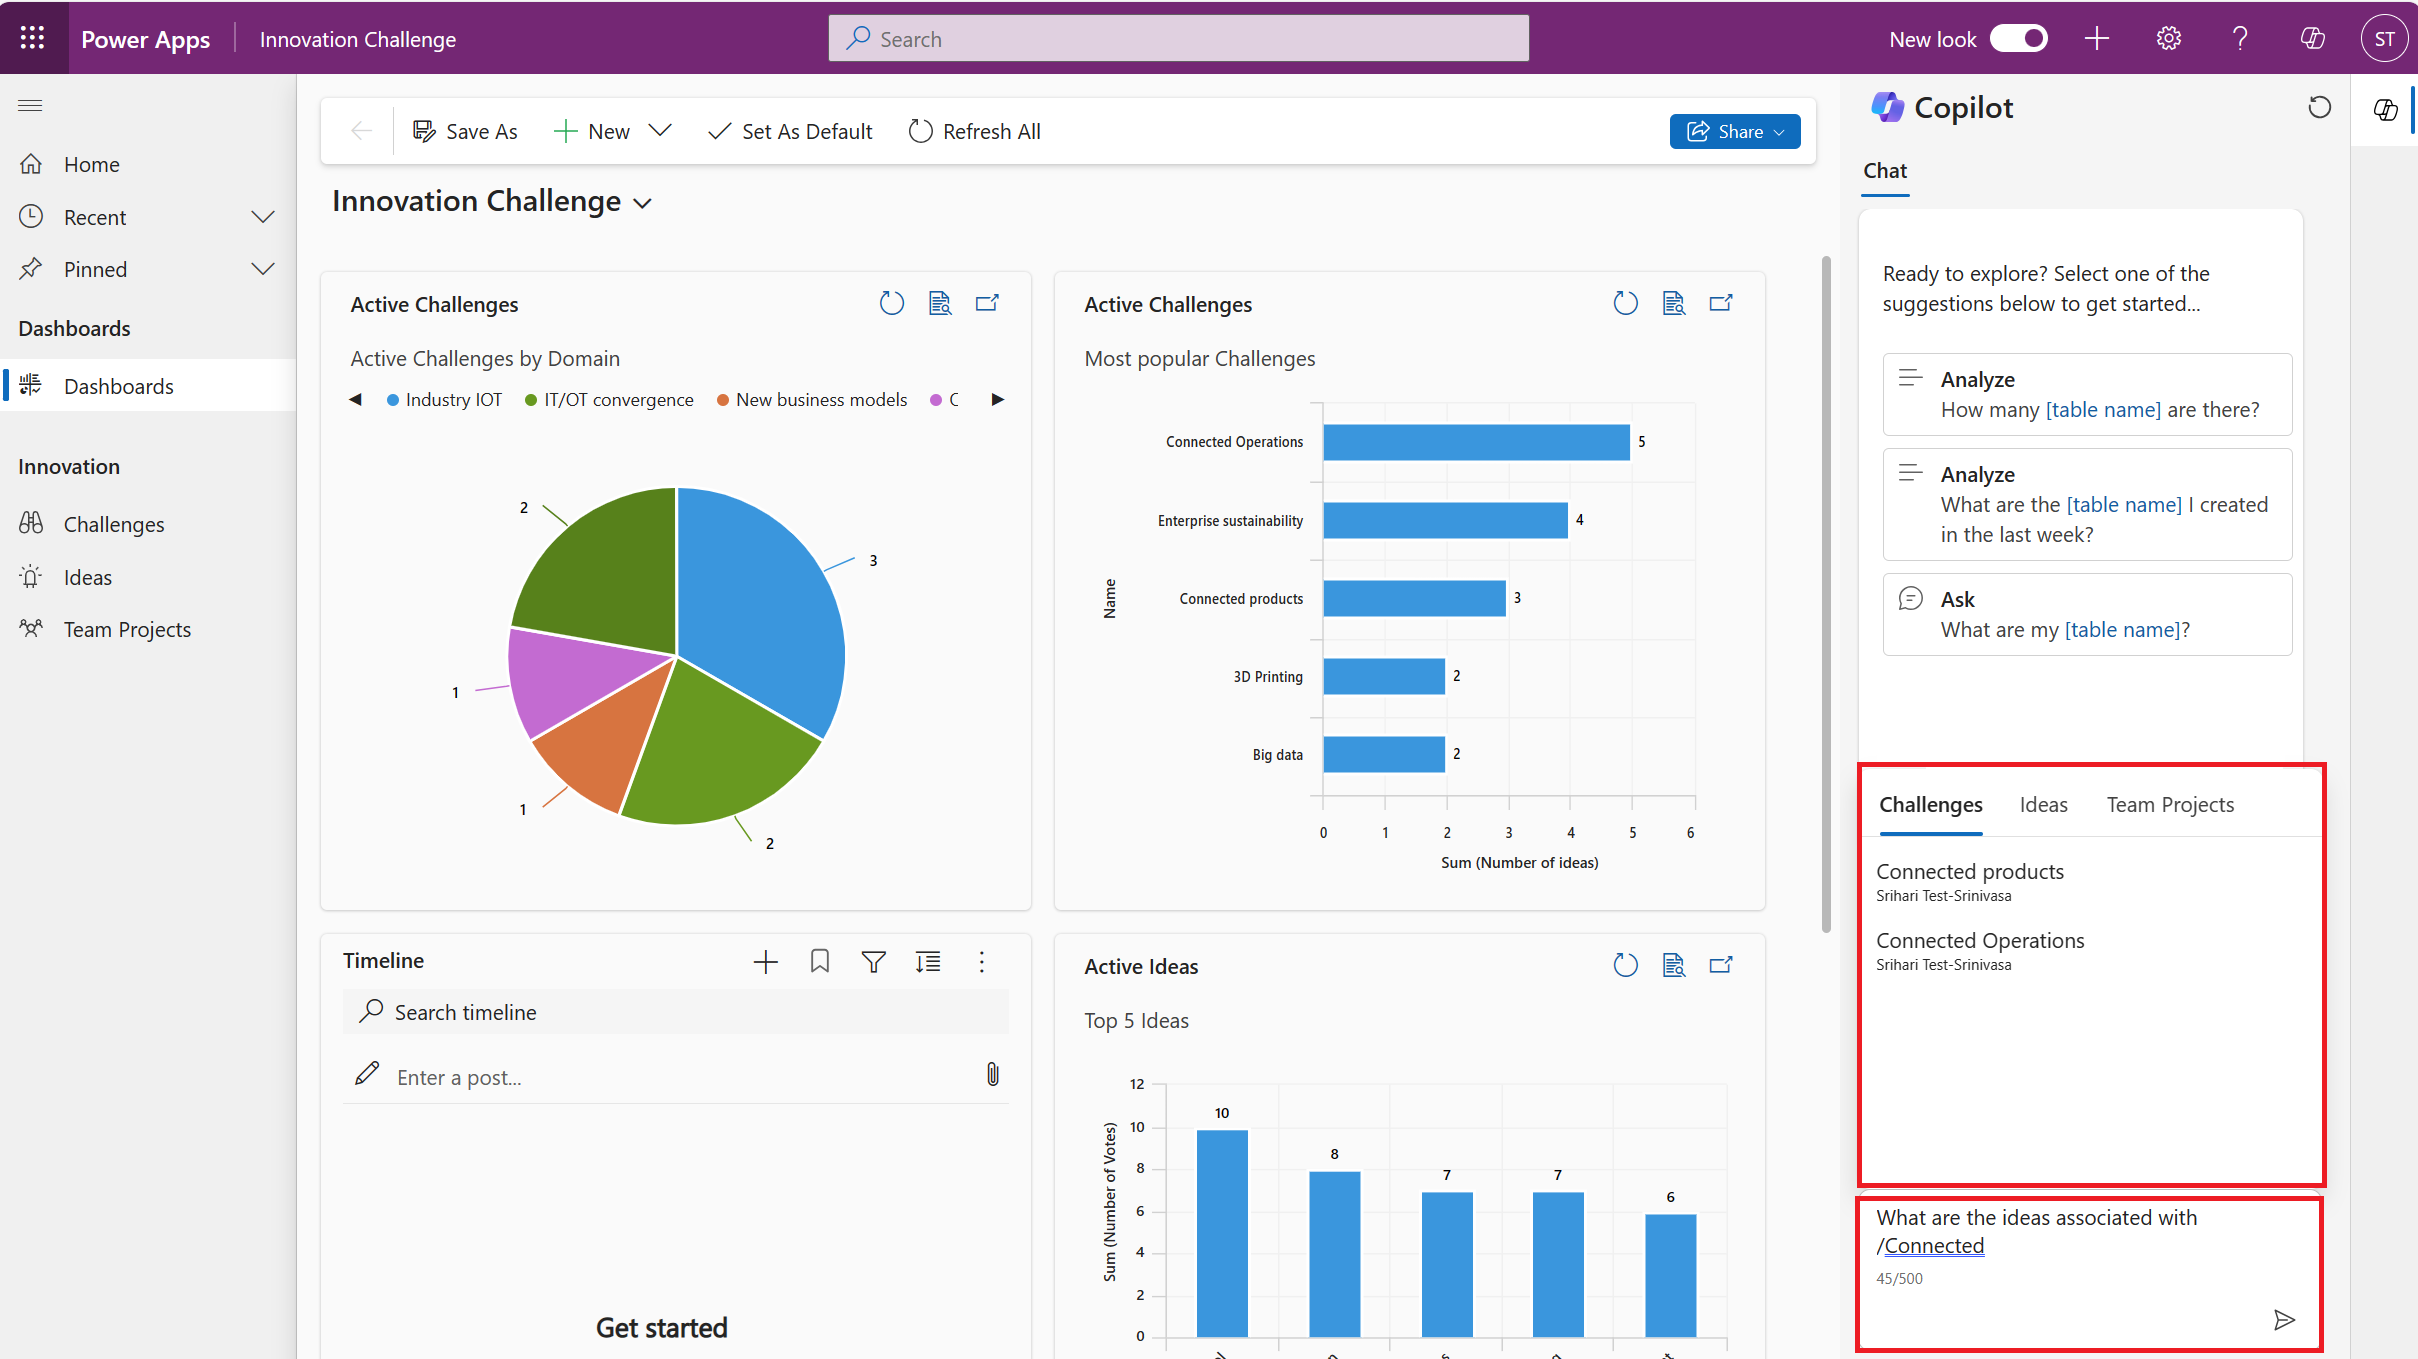 Power Apps
Innovation Challenge
Search
New look
ST
Home
Recent
Pinned
Dashboards
Dashboards
Innovation
Challenges
Ideas
Team Projects
Save As
New
Set As Default
Refresh All
Share
Innovation Challenge
Active Challenges
Active Challenges by Domain
Industry IOT
IT/OT convergence
New business models
C
2
3
1
1
2
Active Challenges
Most popular Challenges
Name
Connected Operations
5
Enterprise sustainability
4
Connected products
3
3D Printing
2
Big data
2
0 1 2 3 4 5 6
Sum (Number of ideas)
Timeline
Search timeline
Enter a post...
Get started
Active Ideas
Top 5 Ideas
Sum (Number of Votes)
12
10
8
6
4
2
0
10
8
7
7
6
Copilot
Chat
Ready to explore? Select one of the
suggestions below to get started...
Analyze
How many [table name] are there?
Analyze
What are the [table name] I created
in the last week?
Ask
What are my [table name]?
Challenges
Ideas
Team Projects
Connected products
Srihari Test-Srinivasa
Connected Operations
Srihari Test-Srinivasa
What are the ideas associated with
/Connected
45/500